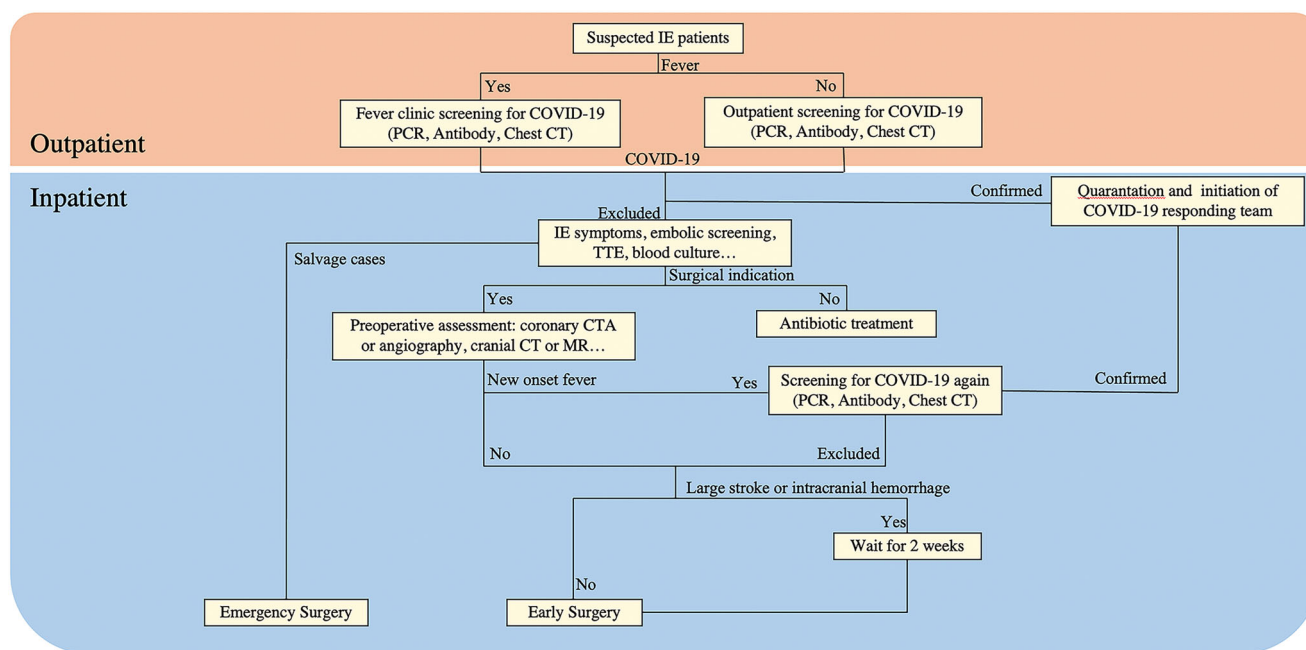 Suspected IE patients
Fever
Yes
No
Fever clinic screening for COVID-19
(PCR, Antibody, Chest CT)
Outpatient screening for COVID-19
(PCR, Antibody, Chest CT)
Outpatient
COVID-19
Inpatient
Confirmed
Quarantation and initiation of
COVID-19 responding team
Excluded
IE symptoms, embolic screening,
TTE, blood culture…
Salvage cases
Surgical indication
Yes
No
Preoperative assessment: coronary CTA
or angiography, cranial CT or MR…
Antibiotic treatment
New onset fever
Yes
Screening for COVID-19 again
(PCR, Antibody, Chest CT)
Confirmed
No
Excluded
Large stroke or intracranial hemorrhage
Yes
Wait for 2 weeks
No
Emergency Surgery
Early Surgery